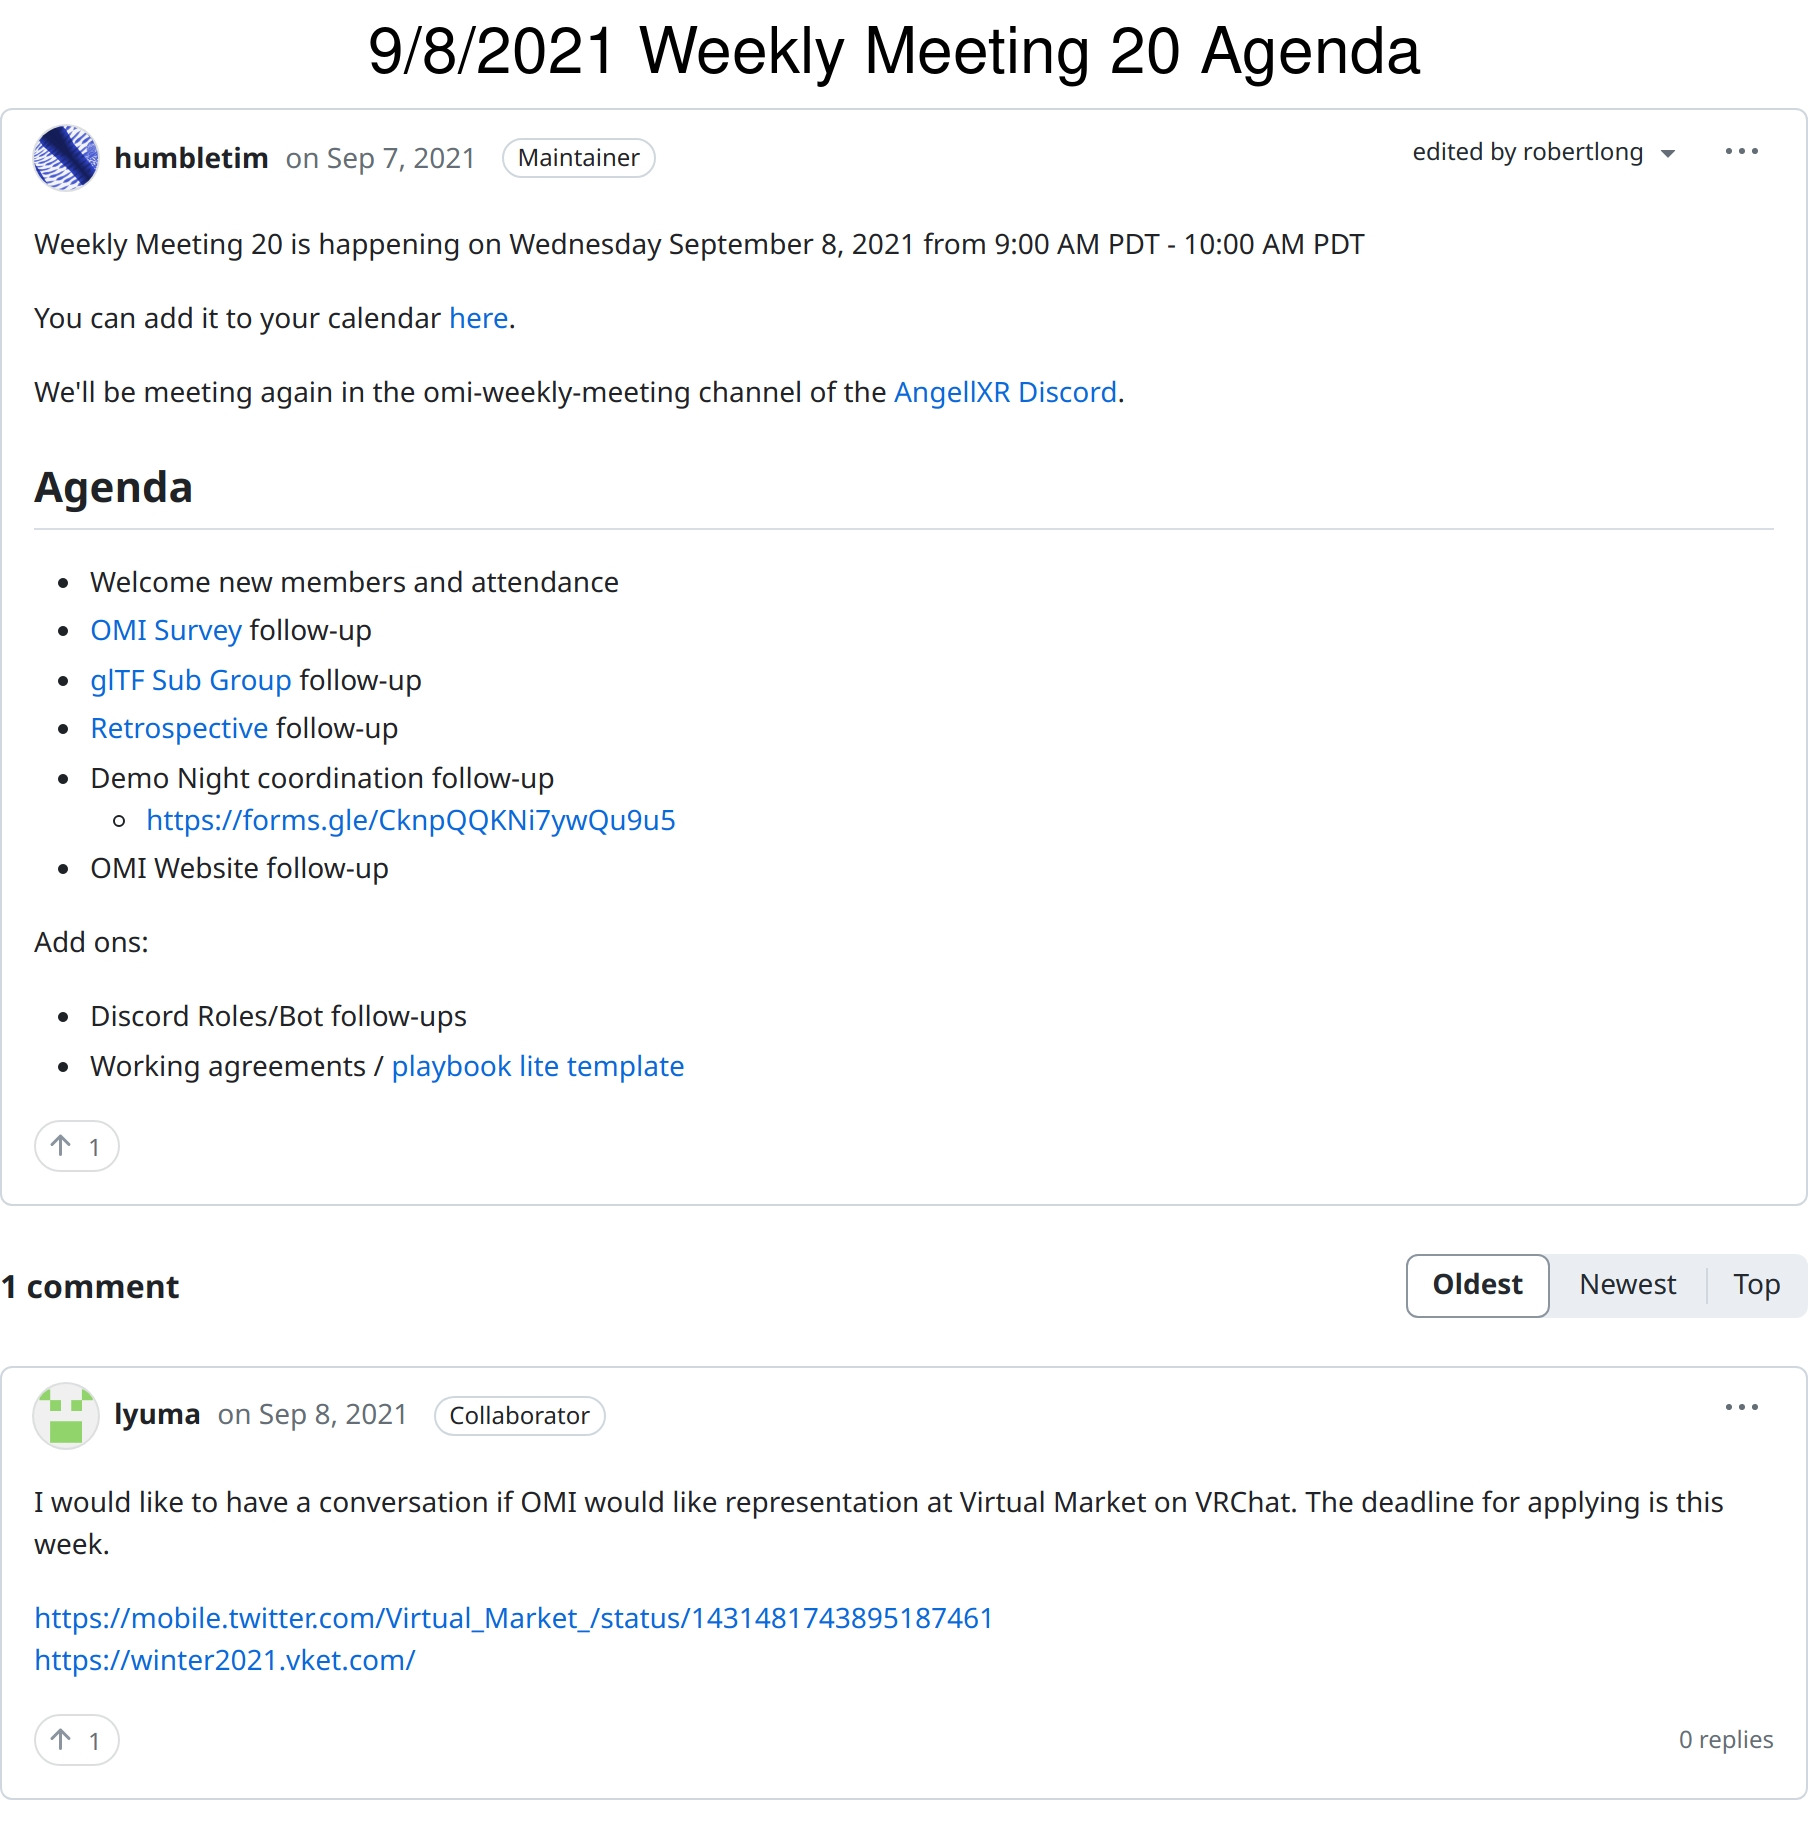 9/8/2021 Weekly Meeting 20 Agenda
humbletim on Sep 7, 2021 Maintainer edited by robertlong
Weekly Meeting 20 is happening on Wednesday September 8, 2021 from 9:00 AM PDT - 10:00 AM PDT
You can add it to your calendar here.
We'll be meeting again in the omi-weekly-meeting channel of the AngellXR Discord.
Agenda
Welcome new members and attendance
OMI Survey follow-up
glTF Sub Group follow-up
Retrospective follow-up
Demo Night coordination follow-up
https://forms.gle/CknpQQKNi7ywQu9u5
OMI Website follow-up
Add ons:
Discord Roles/Bot follow-ups
Working agreements / playbook lite template
1
1 comment Oldest Newest Top
lyuma on Sep 8, 2021 Collaborator
I would like to have a conversation if OMI would like representation at Virtual Market on VRChat. The deadline for applying is this
week.
https://mobile.twitter.com/Virtual_Market_/status/1431481743895187461
https://winter2021.vket.com/
1 0 replies